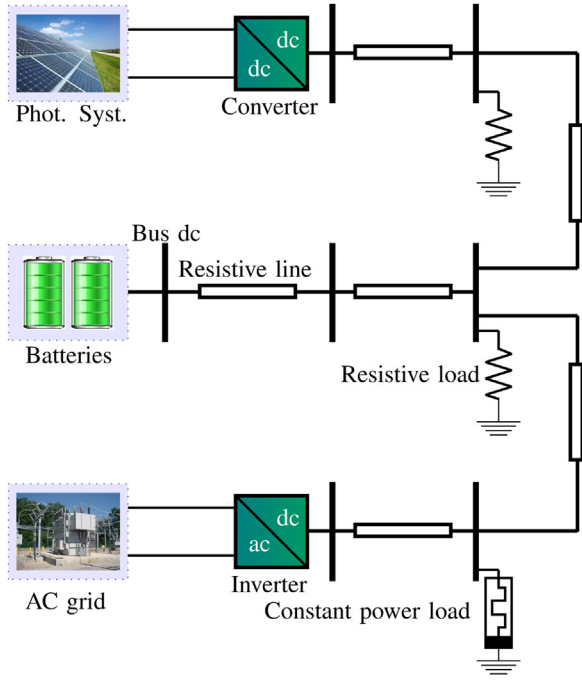 dc
dc
Converter
Phot. Syst.
Bus dc
Resistive line
Batteries
Resistive load
dc
ac
Inverter
AC grid
Constant power load